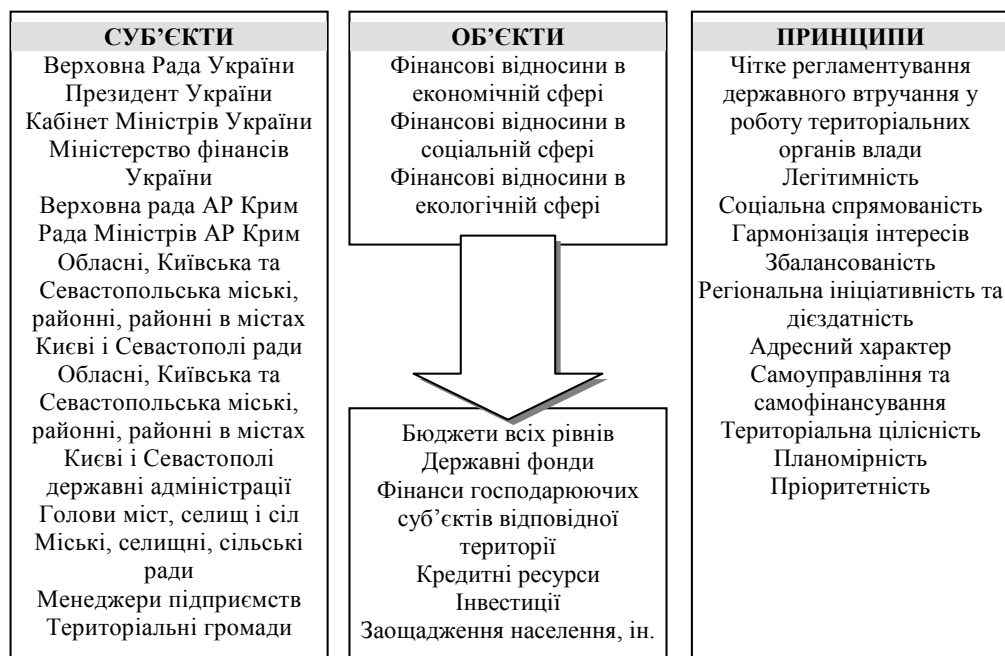 СУБ’ЄКТИ
Верховна Рада України
Президент України
Кабінет Міністрів України
Міністерство фінансів
України
Верховна рада АР Крим
Рада Міністрів АР Крим
Обласні, Київська та
Севастопольська міські,
районні, районні в містах
Києві і Севастополі ради
Обласні, Київська та
Севастопольська міські,
районні, районні в містах
Києві і Севастополі
державні адміністрації
Голови міст, селищ і сіл
Міські, селищні, сільські
ради
Менеджери підприємств
Територіальні громади
ОБ’ЄКТИ
Фінансові відносини в
економічній сфері
Фінансові відносини в
соціальній сфері
Фінансові відносини в
екологічній сфері
Бюджети всіх рівнів
Державні фонди
Фінанси господарюючих
суб’єктів відповідної
території
Кредитні ресурси
Інвестиції
Заощадження населення, ін.
ПРИНЦИПИ
Чітке регламентування
державного втручання у
роботу територіальних
органів влади
Легітимність
Соціальна спрямованість
Гармонізація інтересів
Збалансованість
Регіональна ініціативність та
дієздатність
Адресний характер
Самоуправління та
самофінансування
Територіальна цілісність
Планомірність
Пріоритетність